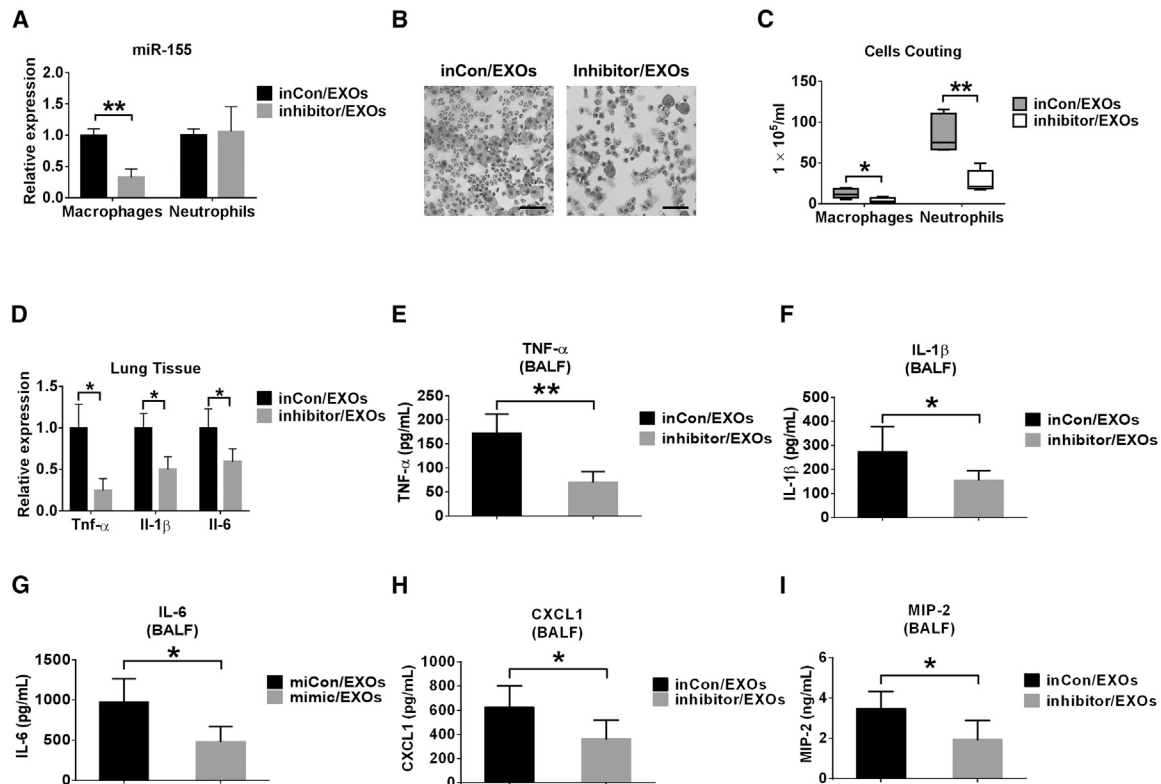 A
miR-155
Relative expression
2.0
1.5
1.0
0.5
0.0
**
Macrophages Neutrophils
inCon/EXOs
inhibitor/EXOs
B
inCon/EXOs Inhibitor/EXOs
C
Cells Couting
1 × 10⁵/ml
150
100
50
0
*
**
Macrophages Neutrophils
inCon/EXOs
inhibitor/EXOs
D
Lung Tissue
Relative expression
1.5
1.0
0.5
0.0
* * *
Tnf-α Il-1β Il-6
inCon/EXOs
inhibitor/EXOs
E
TNF-α
(BALF)
TNF-α (pg/mL)
250
200
150
100
50
0
**
inCon/EXOs
inhibitor/EXOs
F
IL-1β
(BALF)
IL-1β (pg/mL)
500
400
300
200
100
0
*
inCon/EXOs
inhibitor/EXOs
G
IL-6
(BALF)
IL-6 (pg/mL)
1500
1000
500
0
*
miCon/EXOs
mimic/EXOs
H
CXCL1
(BALF)
CXCL1 (pg/mL)
1000
800
600
400
200
0
*
inCon/EXOs
inhibitor/EXOs
I
MIP-2
(BALF)
MIP-2 (ng/mL)
6
4
2
0
*
inCon/EXOs
inhibitor/EXOs